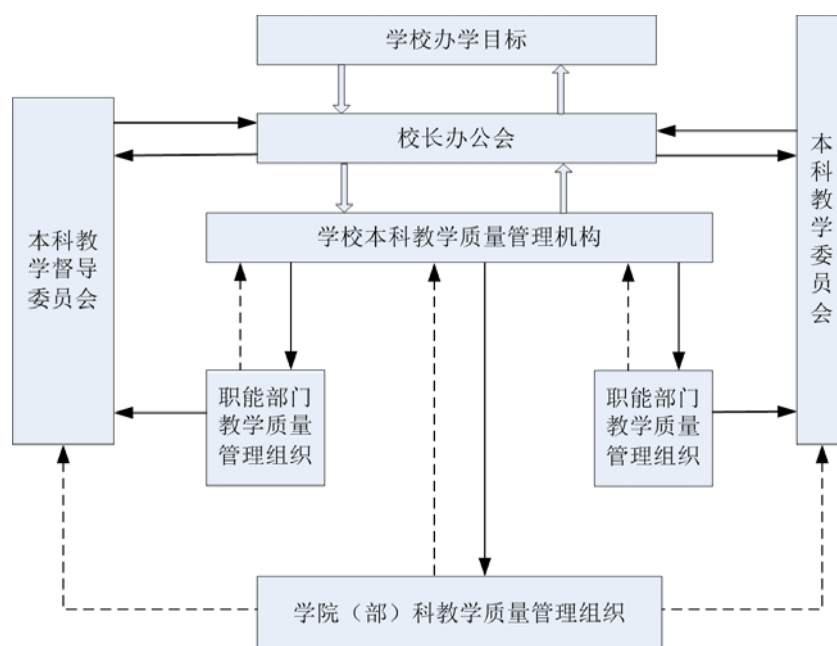 学校办学目标
校长办公会
学校本科教学质量管理机构
本科教
学督导
委员会
本
科
教
学
委
员
会
职能部门
教学质量
管理组织
职能部门
教学质量
管理组织
学院（部）科教学质量管理组织